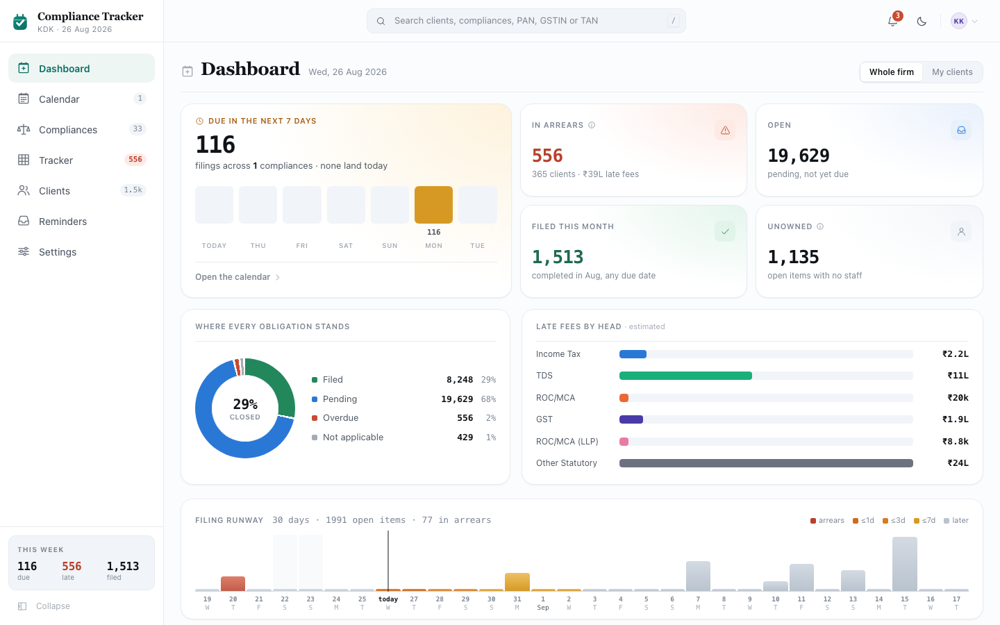 Compliance Tracker
KDK · 26 Aug 2026
Search clients, compliances, PAN, GSTIN or TAN
/
3
KK
Dashboard
Calendar 1
Compliances 33
Tracker 556
Clients 1.5k
Reminders
Settings
THIS WEEK
116 556 1,513
due late filed
Collapse
Dashboard Wed, 26 Aug 2026
Whole firm My clients
DUE IN THE NEXT 7 DAYS
116
filings across 1 compliances · none land today
116
TODAY THU FRI SAT SUN MON TUE
Open the calendar
IN ARREARS
556
365 clients · ₹39L late fees
OPEN
19,629
pending, not yet due
FILED THIS MONTH
1,513
completed in Aug, any due date
UNOWNED
1,135
open items with no staff
WHERE EVERY OBLIGATION STANDS
29%
CLOSED
Filed 8,248 29%
Pending 19,629 68%
Overdue 556 2%
Not applicable 429 1%
LATE FEES BY HEAD · estimated
Income Tax ₹2.2L
TDS ₹11L
ROC/MCA ₹20k
GST ₹1.9L
ROC/MCA (LLP) ₹8.8k
Other Statutory ₹24L
FILING RUNWAY 30 days · 1991 open items · 77 in arrears
arrears ≤1d ≤3d ≤7d later
19 20 21 22 23 24 25 today 27 28 29 30 31 1 2 3 4 5 6 7 8 9 10 11 12 13 14 15 16 17
W T F S S M T W T F S S M Sep W T F S S M T W T F S S M T W T